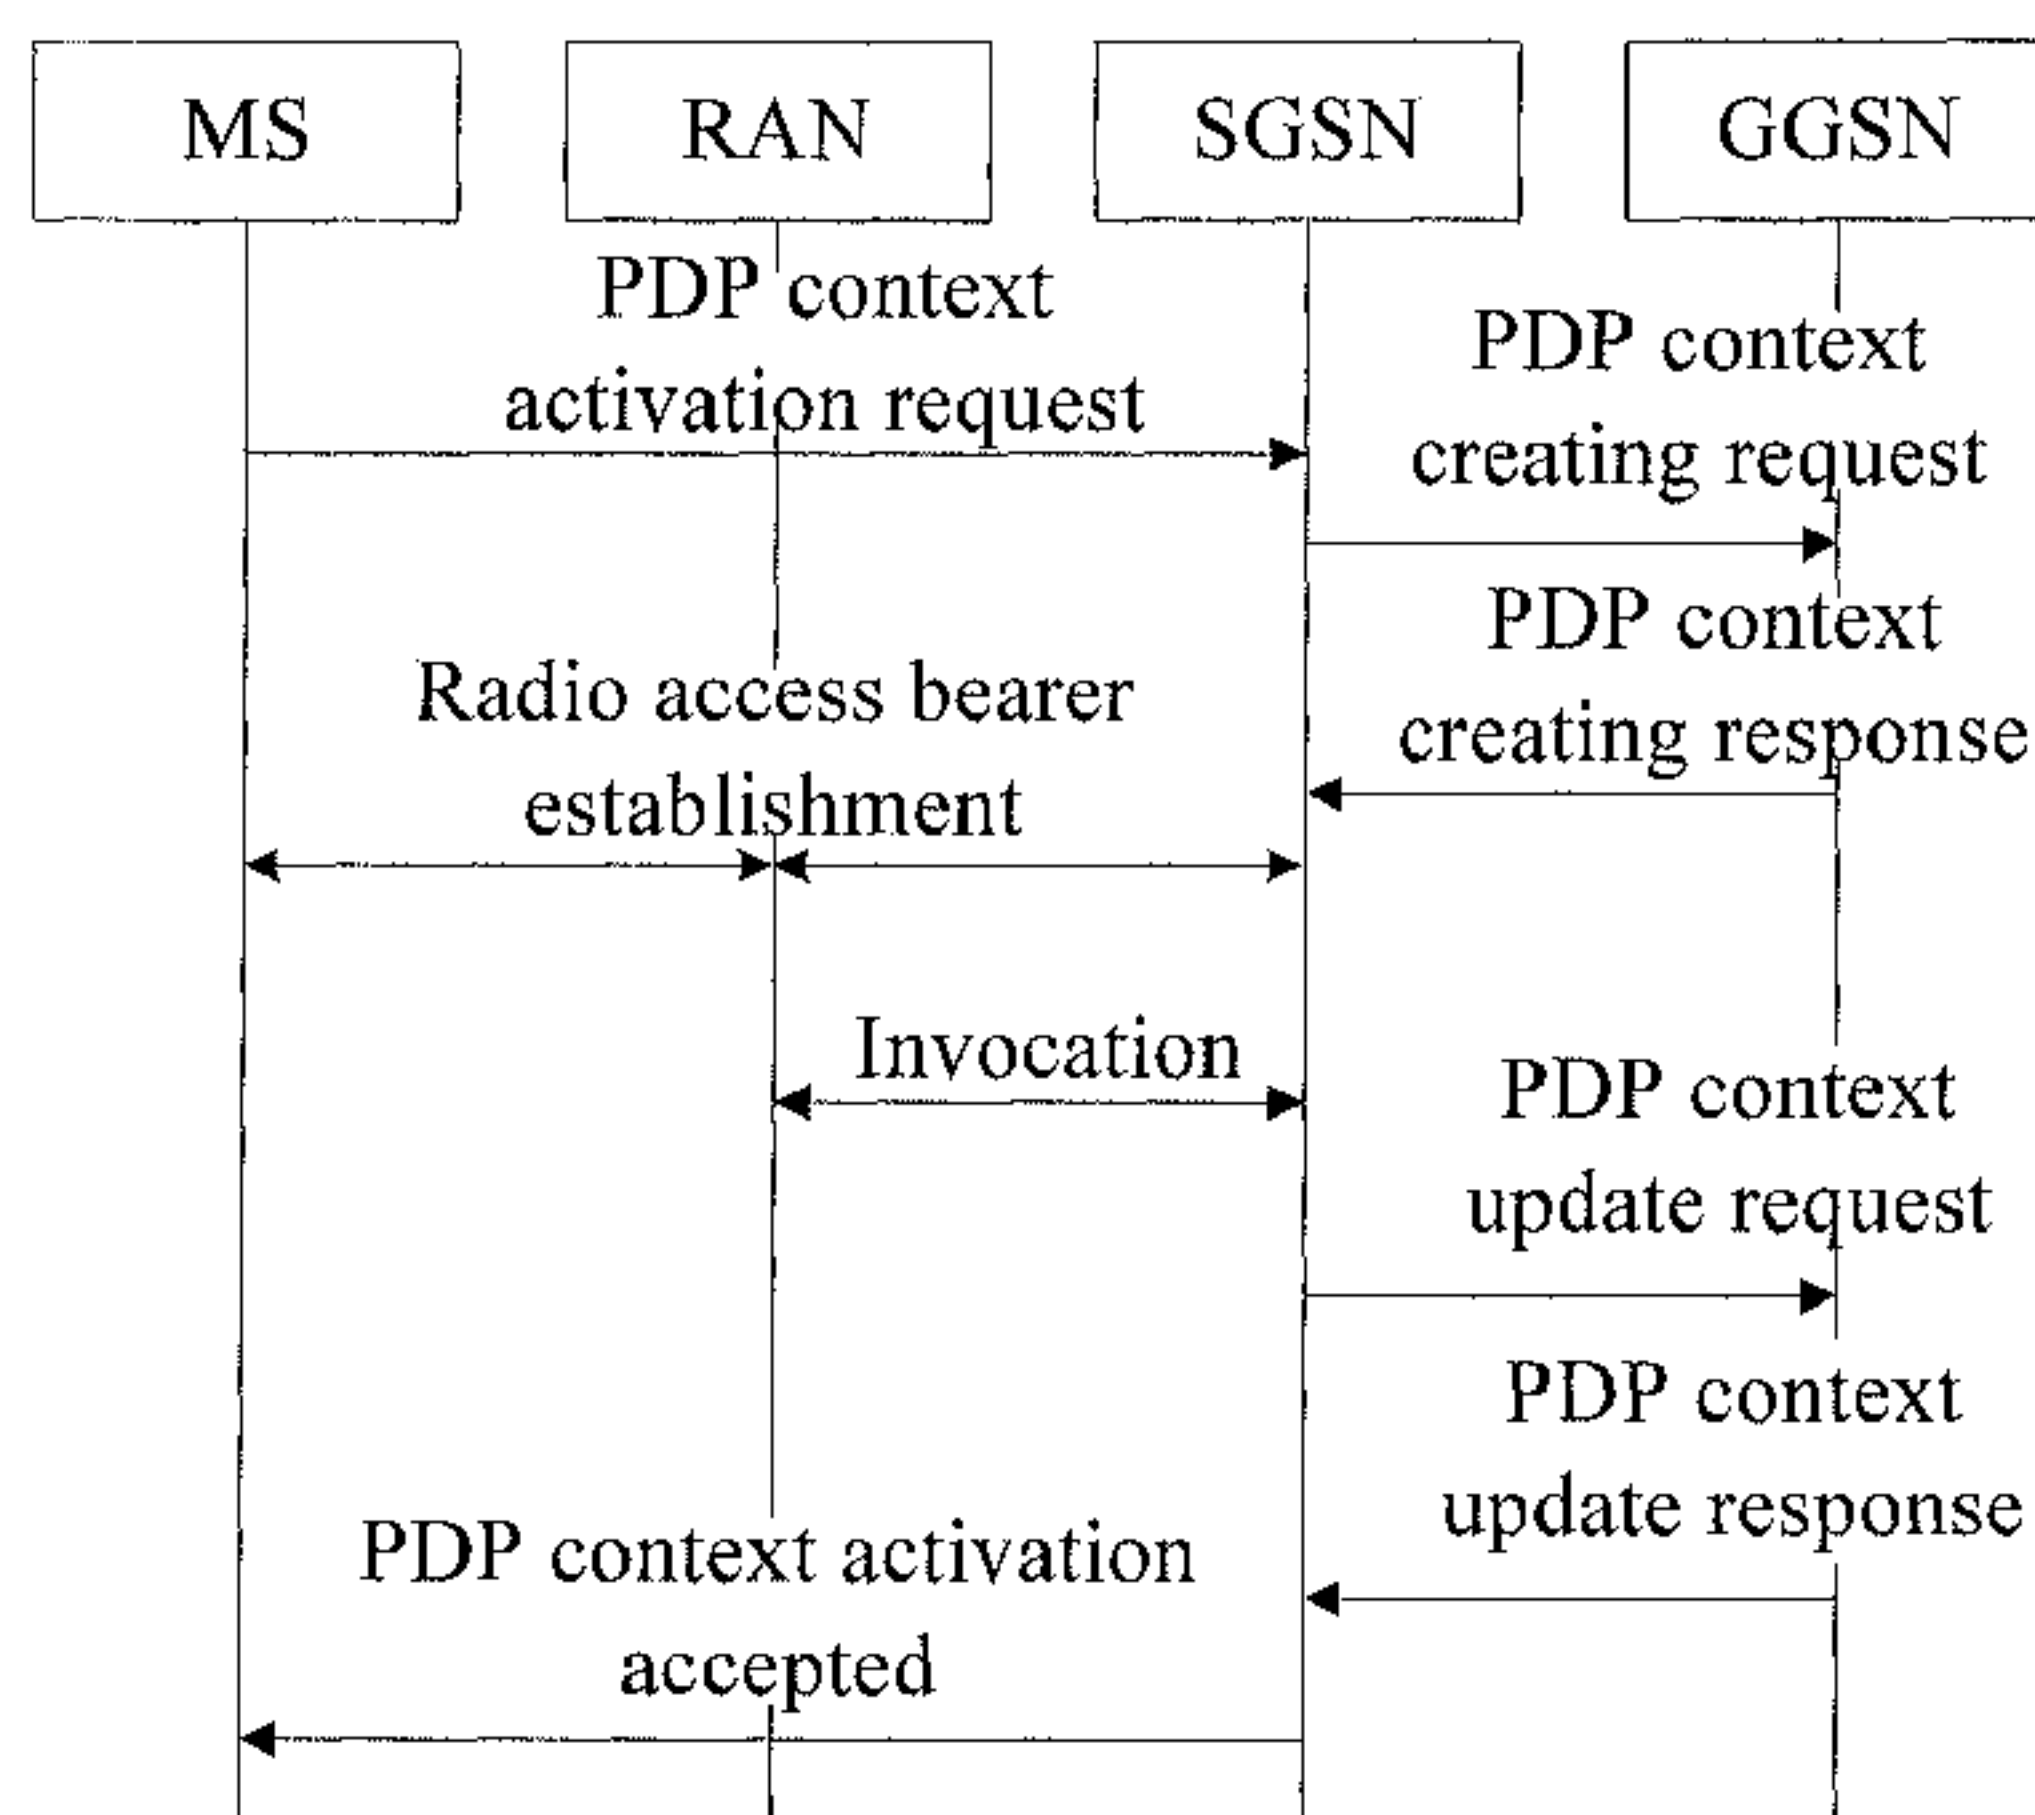 MS
RAN
SGSN
GGSN
PDP context
activation request
PDP context
creating request
PDP context
creating response
Radio access bearer
establishment
Invocation
PDP context
update request
PDP context
update response
PDP context activation
accepted